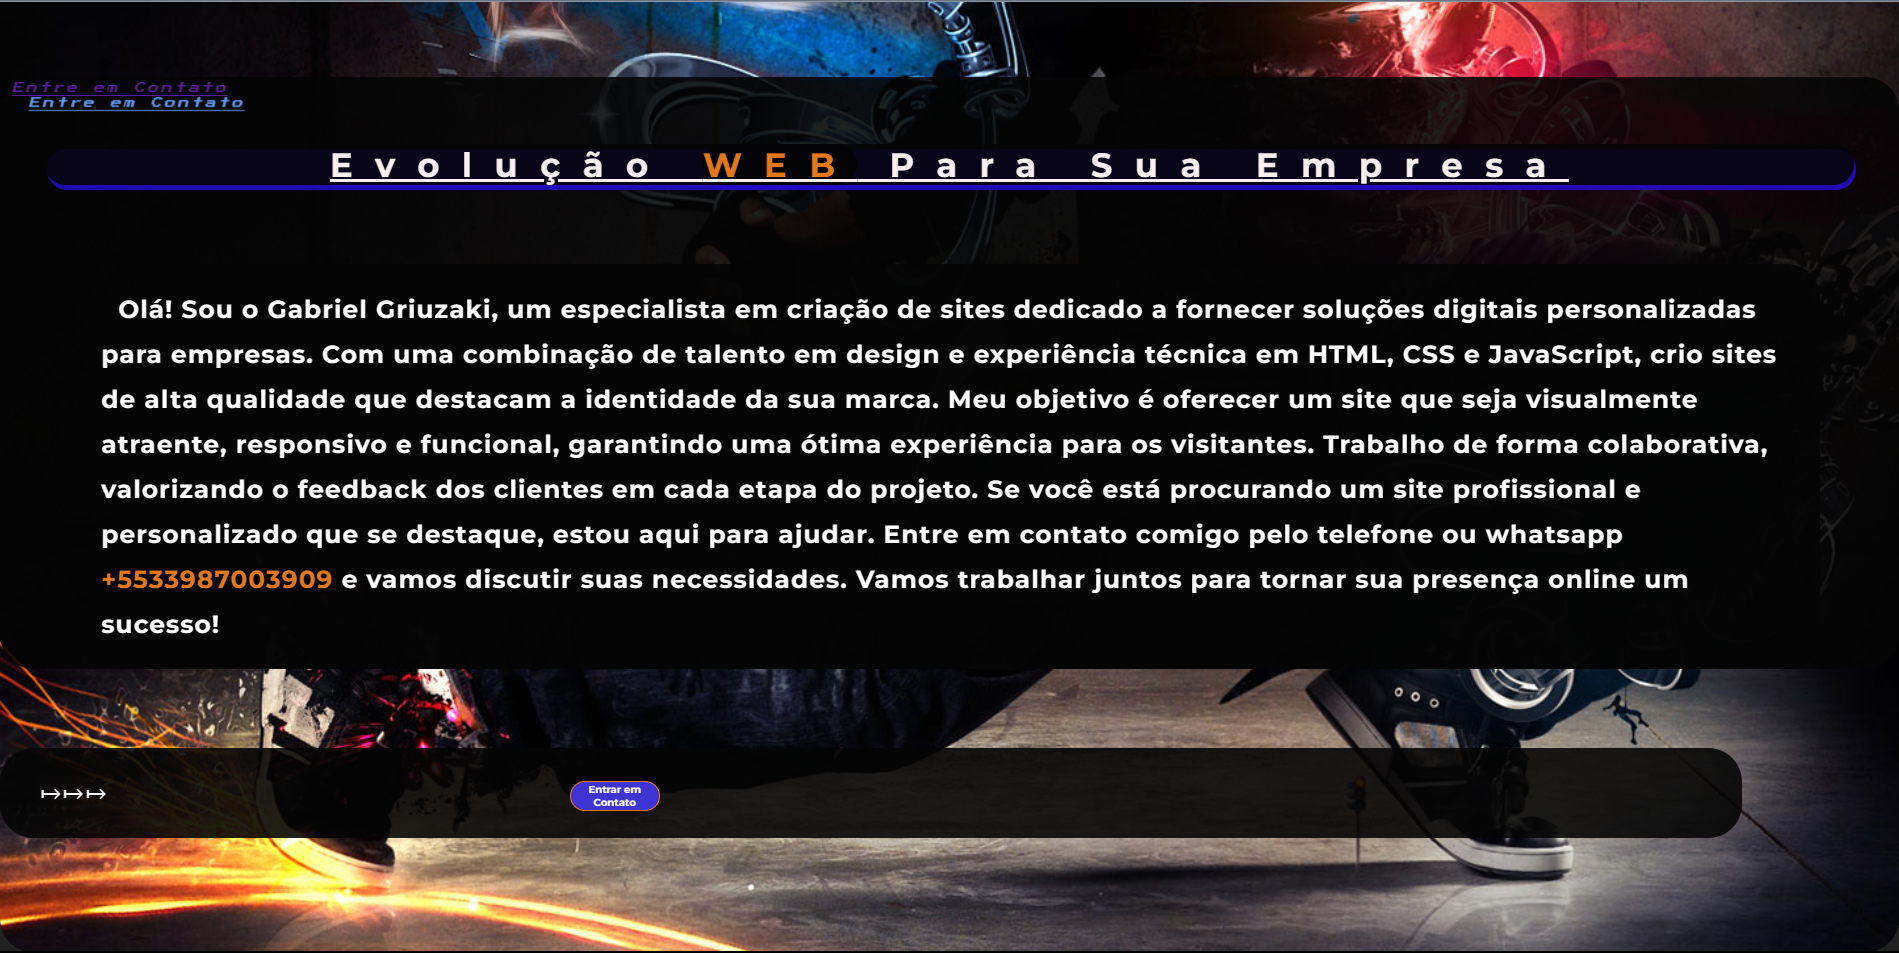 Entre em Contato
Entre em Contato
Evolução WEB Para Sua Empresa
Olá! Sou o Gabriel Griuzaki, um especialista em criação de sites dedicado a fornecer soluções digitais personalizadas
para empresas. Com uma combinação de talento em design e experiência técnica em HTML, CSS e JavaScript, crio sites
de alta qualidade que destacam a identidade da sua marca. Meu objetivo é oferecer um site que seja visualmente
atraente, responsivo e funcional, garantindo uma ótima experiência para os visitantes. Trabalho de forma colaborativa,
valorizando o feedback dos clientes em cada etapa do projeto. Se você está procurando um site profissional e
personalizado que se destaque, estou aqui para ajudar. Entre em contato comigo pelo telefone ou whatsapp
+5533987003909 e vamos discutir suas necessidades. Vamos trabalhar juntos para tornar sua presença online um
sucesso!
↦↦↦
Entrar em
Contato